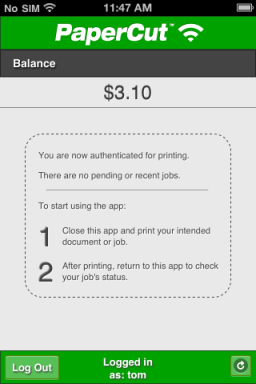 No SIM 11:47 AM
PaperCut™
Balance
$3.10
You are now authenticated for printing.
There are no pending or recent jobs.
To start using the app:
1 Close this app and print your intended
document or job.
2 After printing, return to this app to check
your job's status.
Log Out
Logged in
as: tom